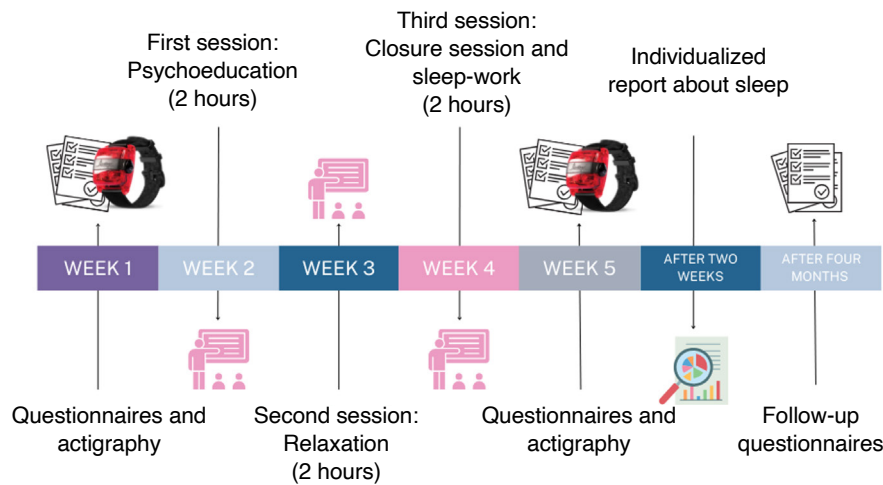 First session:
Psychoeducation
(2 hours)
Third session:
Closure session and
sleep-work
(2 hours)
Individualized
report about sleep
WEEK 1
WEEK 2
WEEK 3
WEEK 4
WEEK 5
AFTER TWO
WEEKS
AFTER FOUR
MONTHS
Questionnaires and
actigraphy
Second session:
Relaxation
(2 hours)
Questionnaires and
actigraphy
Follow-up
questionnaires